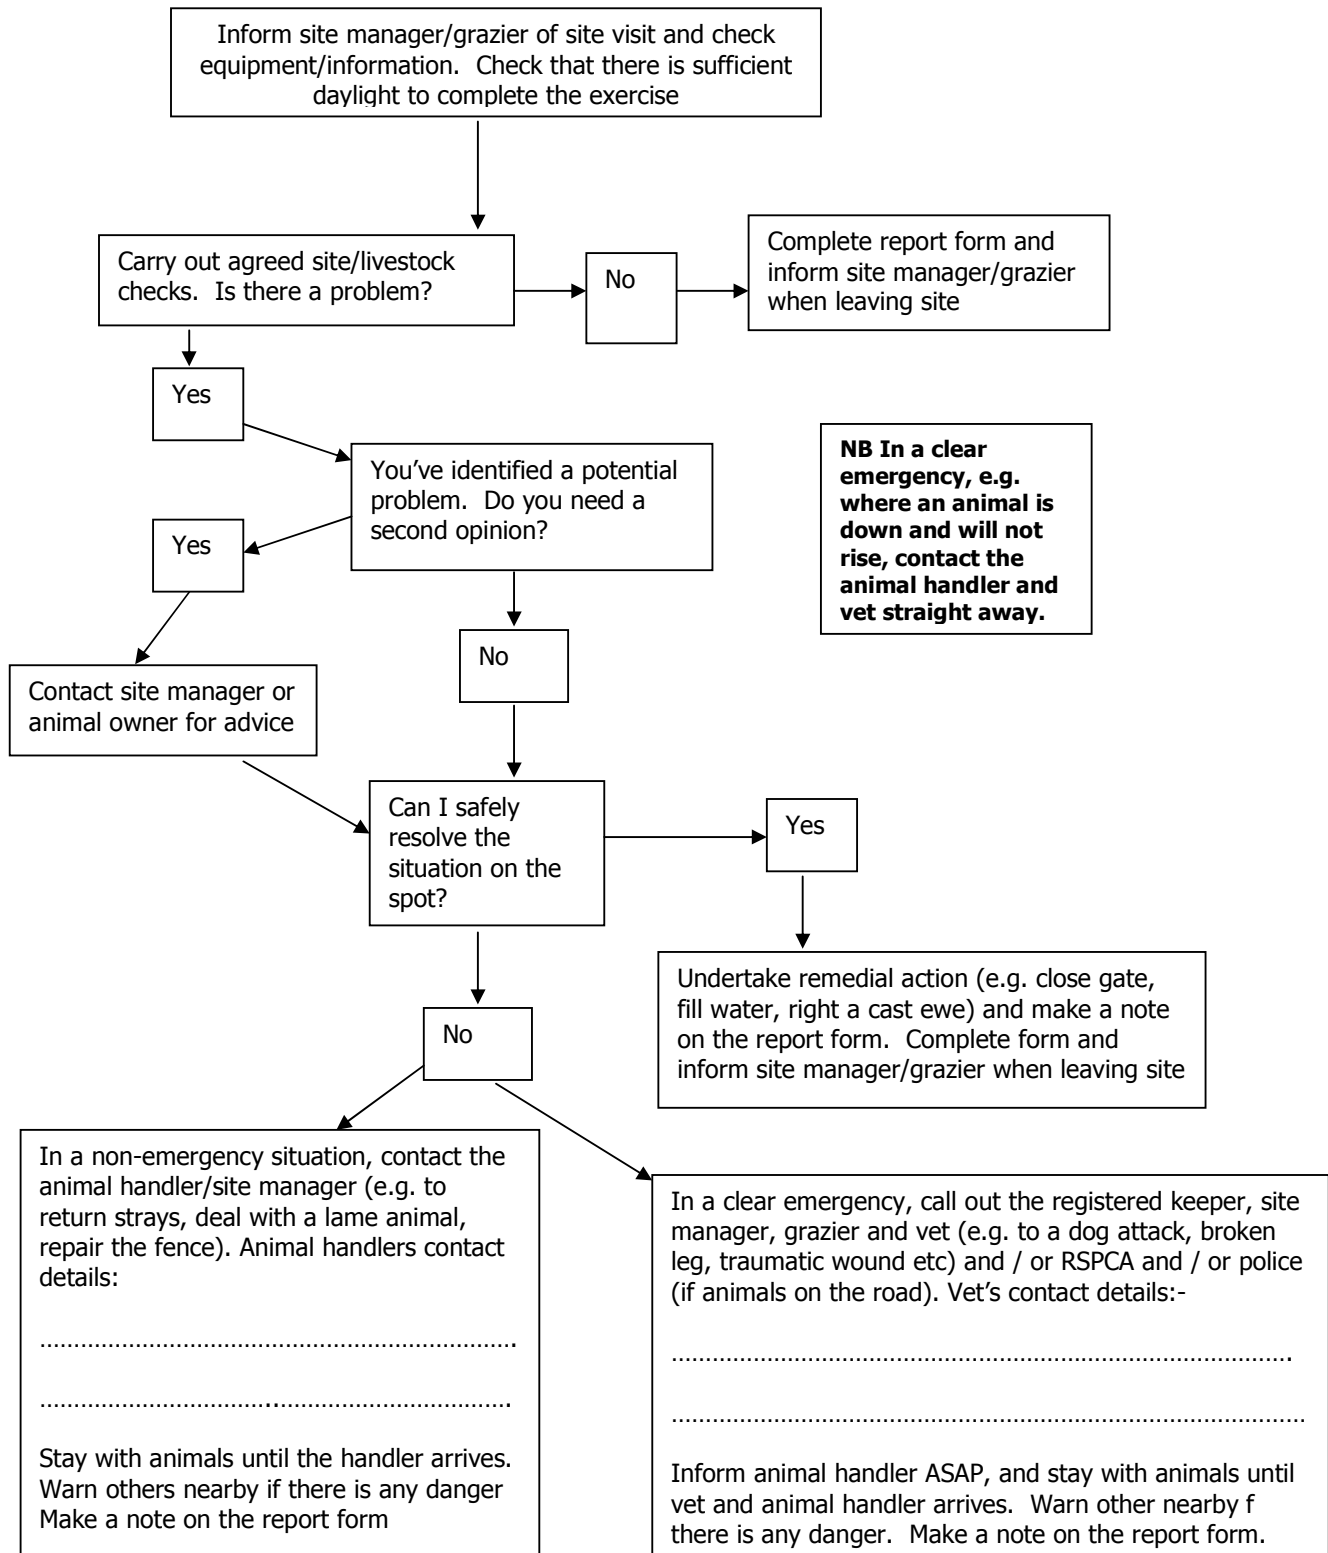 Inform site manager/grazier of site visit and check
equipment/information.  Check that there is sufficient
daylight to complete the exercise
Carry out agreed site/livestock
checks.  Is there a problem?
No
Complete report form and
inform site manager/grazier
when leaving site
Yes
You've identified a potential
problem.  Do you need a
second opinion?
NB In a clear
emergency, e.g.
where an animal is
down and will not
rise, contact the
animal handler and
vet straight away.
Yes
No
Contact site manager or
animal owner for advice
Can I safely
resolve the
situation on the
spot?
Yes
Undertake remedial action (e.g. close gate,
fill water, right a cast ewe) and make a note
on the report form.  Complete form and
inform site manager/grazier when leaving site
No
In a non-emergency situation, contact the
animal handler/site manager (e.g. to
return strays, deal with a lame animal,
repair the fence). Animal handlers contact
details:
…………………………………………………………….
……………………………..…………………………….
Stay with animals until the handler arrives.
Warn others nearby if there is any danger
Make a note on the report form
In a clear emergency, call out the registered keeper, site
manager, grazier and vet (e.g. to a dog attack, broken
leg, traumatic wound etc) and / or RSPCA and / or police
(if animals on the road). Vet's contact details:-
……………………………………………………………………………….
…………………………………………………………………………………
Inform animal handler ASAP, and stay with animals until
vet and animal handler arrives.  Warn other nearby f
there is any danger.  Make a note on the report form.